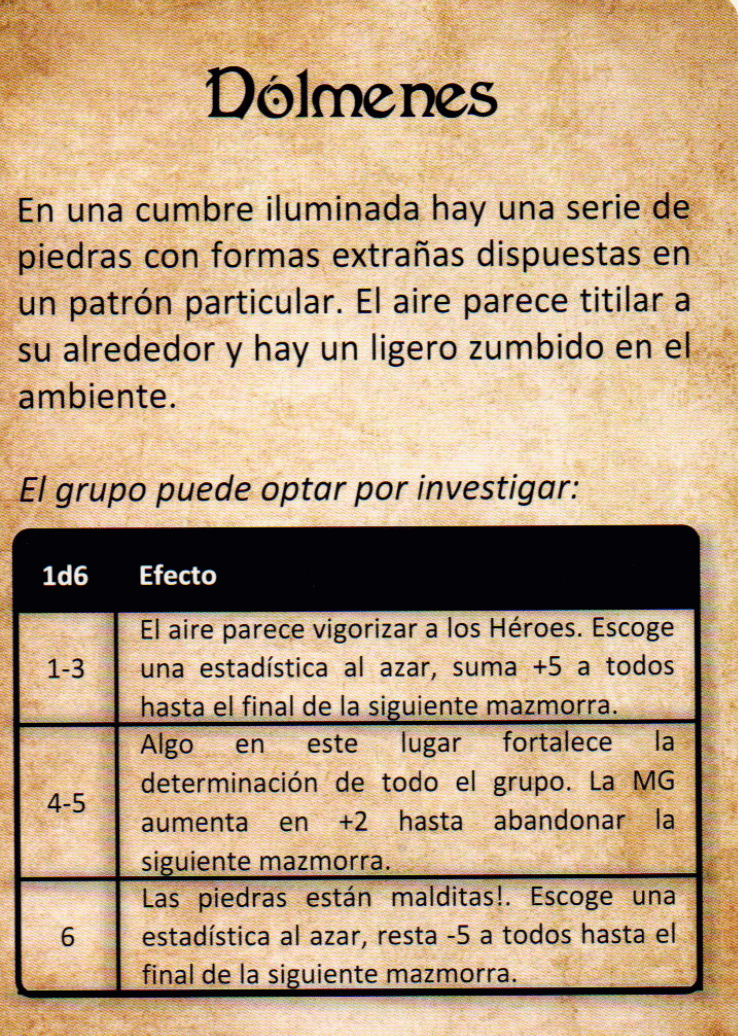 Dólmenes
En una cumbre iluminada hay una serie de
piedras con formas extrañas dispuestas en
un patrón particular. El aire parece titilar a
su alrededor y hay un ligero zumbido en el
ambiente.
El grupo puede optar por investigar:
1d6 Efecto
1-3
El aire parece vigorizar a los Héroes. Escoge
una estadística al azar, suma +5 a todos
hasta el final de la siguiente mazmorra.
4-5
Algo en este lugar fortalece la
determinación de todo el grupo. La MG
aumenta en +2 hasta abandonar la
siguiente mazmorra.
6
Las piedras están malditas!. Escoge una
estadística al azar, resta -5 a todos hasta el
final de la siguiente mazmorra.